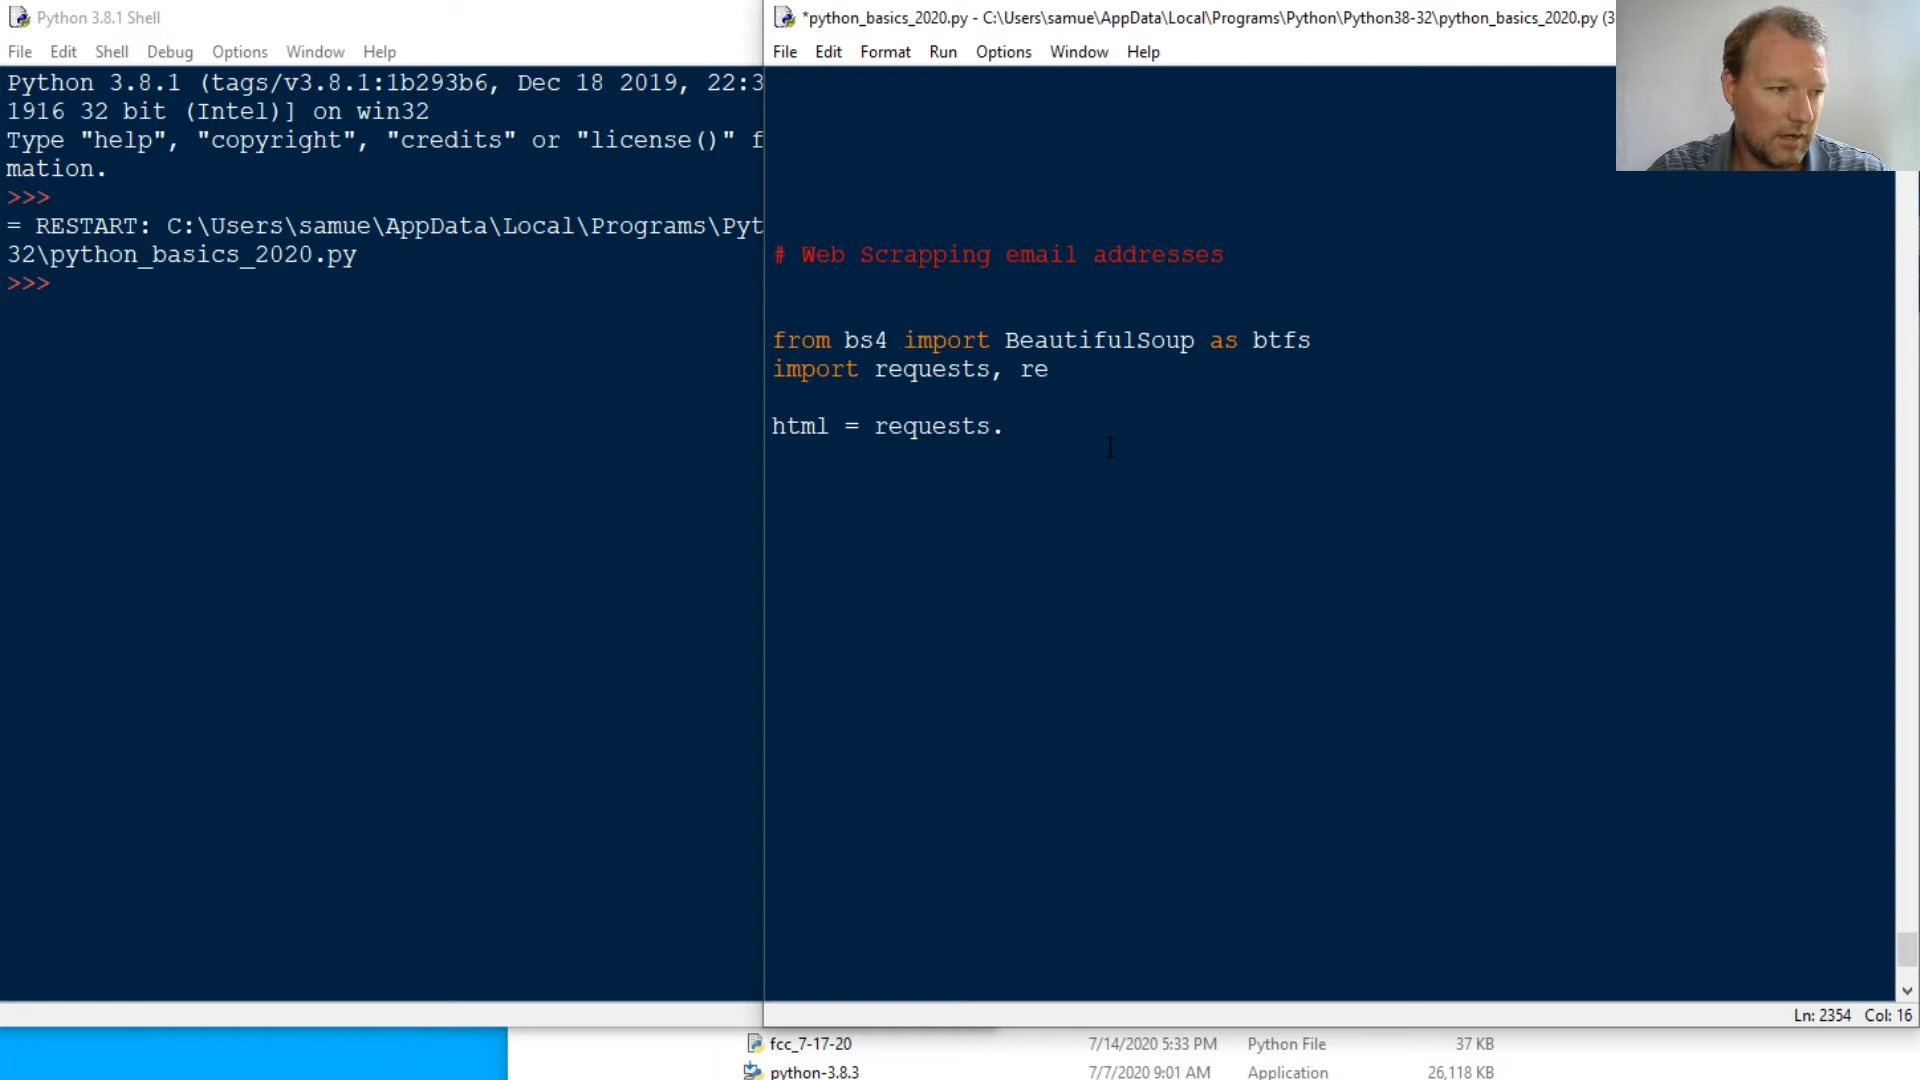 Python 3.8.1 Shell
File Edit Shell Debug Options Window Help
Python 3.8.1 (tags/v3.8.1:1b293b6, Dec 18 2019, 22:3
1916 32 bit (Intel)] on win32
Type "help", "copyright", "credits" or "license()" f
mation.
>>>
= RESTART: C:\Users\samue\AppData\Local\Programs\Pyt
32\python_basics_2020.py
>>>
*python_basics_2020.py - C:\Users\samue\AppData\Local\Programs\Python\Python38-32\python_basics_2020.py (3
File Edit Format Run Options Window Help
# Web Scrapping email addresses
from bs4 import BeautifulSoup as btfs
import requests, re
html = requests.
Ln: 2354 Col: 16
fcc_7-17-20 7/14/2020 5:33 PM Python File 37 KB
python-3.8.3 7/7/2020 9:01 AM Application 26,118 KB